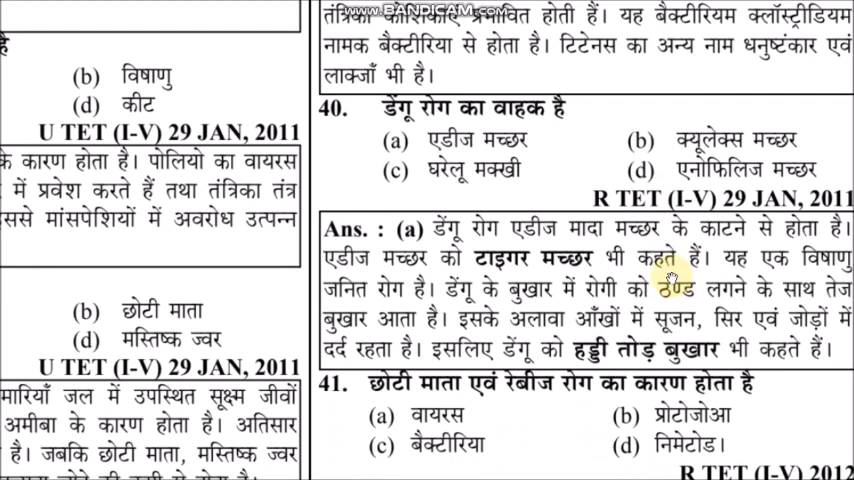 www.BANDICAM.com
है
(b) विषाणु
(d) कीट
U TET (I-V) 29 JAN, 2011
के कारण होता है। पोलियो का वायरस
में प्रवेश करते हैं तथा तंत्रिका तंत्र
ससे मांसपेशियों में अवरोध उत्पन्न
(b) छोटी माता
(d) मस्तिष्क ज्वर
U TET (I-V) 29 JAN, 2011
मारियाँ जल में उपस्थित सूक्ष्म जीवों
अमीबा के कारण होता है। अतिसार
है। जबकि छोटी माता, मस्तिष्क ज्वर
तंत्रिका कोशिकाएँ प्रभावित होती हैं। यह बैक्टीरियम क्लॉस्ट्रीडियम
नामक बैक्टीरिया से होता है। टिटेनस का अन्य नाम धनुष्टंकार एवं
लाक्जाँ भी है।
40. डेंगू रोग का वाहक है
(a) एडीज मच्छर (b) क्यूलेक्स मच्छर
(c) घरेलू मक्खी (d) एनोफिलिज मच्छर
R TET (I-V) 29 JAN, 2011
Ans. : (a) डेंगू रोग एडीज मादा मच्छर के काटने से होता है।
एडीज मच्छर को टाइगर मच्छर भी कहते हैं। यह एक विषाणु
जनित रोग है। डेंगू के बुखार में रोगी को ठण्ड लगने के साथ तेज
बुखार आता है। इसके अलावा आँखों में सूजन, सिर एवं जोड़ों में
दर्द रहता है। इसलिए डेंगू को हड्डी तोड़ बुखार भी कहते हैं।
41. छोटी माता एवं रेबीज रोग का कारण होता है
(a) वायरस (b) प्रोटोजोआ
(c) बैक्टीरिया (d) निमेटोड।
R TET (I-V) 2012